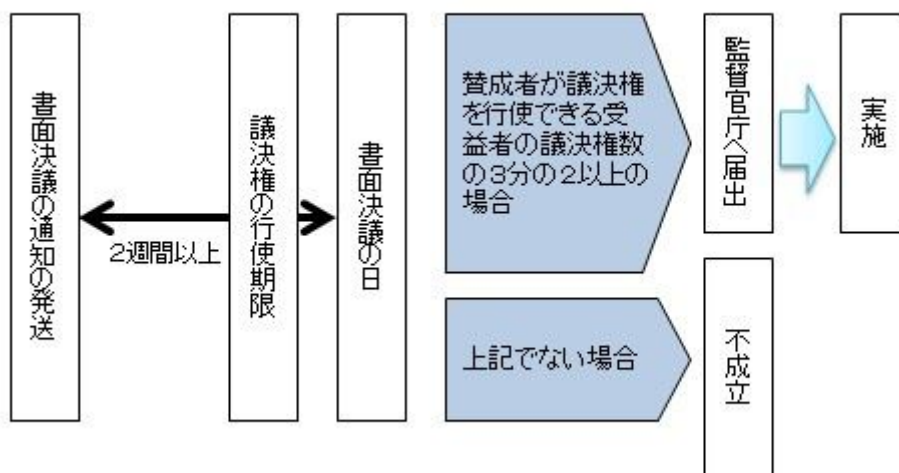 書面決議の通知の発送
2週間以上
議決権の行使期限
書面決議の日
賛成者が議決権
を行使できる受
益者の議決権数
の3分の2以上の
場合
監督官庁へ届出
実施
上記でない場合
不成立